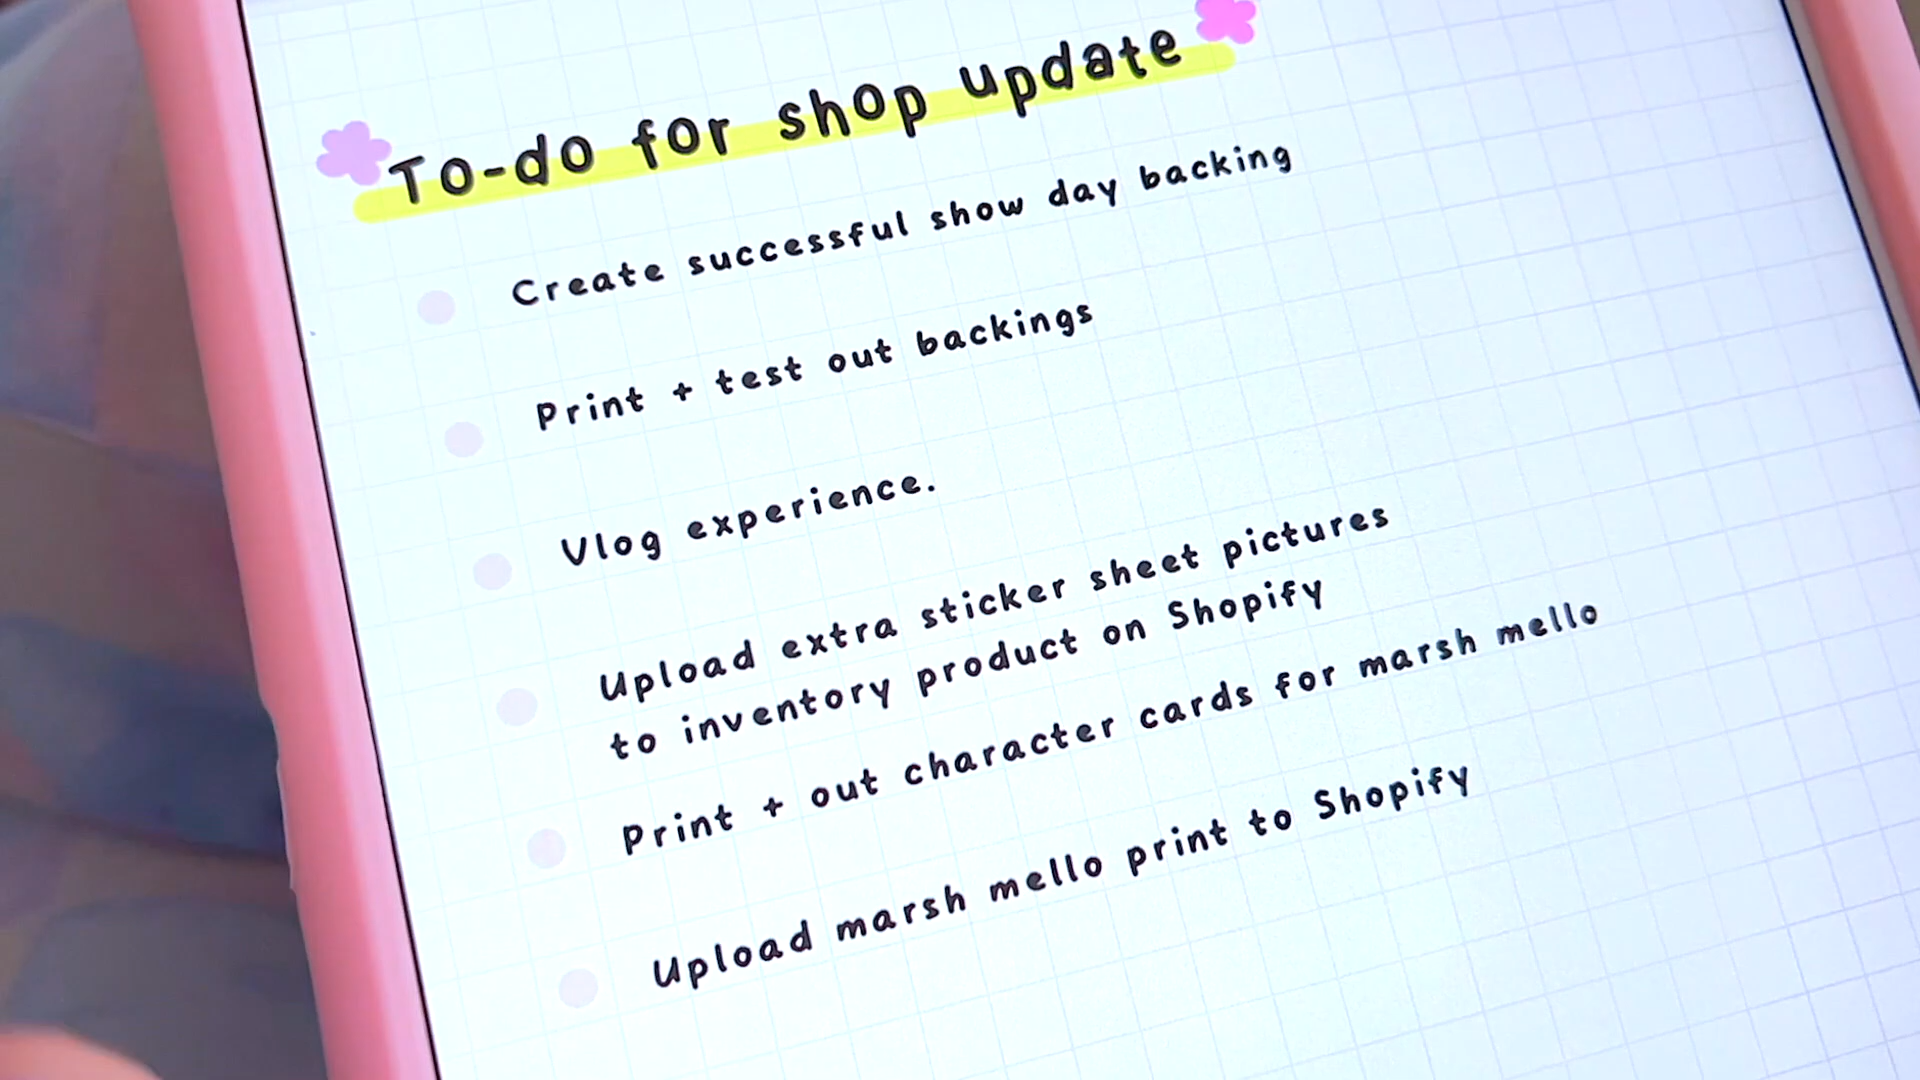 To-do for shop update
Create successful show day backing
Print + test out backings
Vlog experience.
Upload extra sticker sheet pictures
to inventory product on Shopify
Print + out character cards for marsh mello
Upload marsh mello print to Shopify